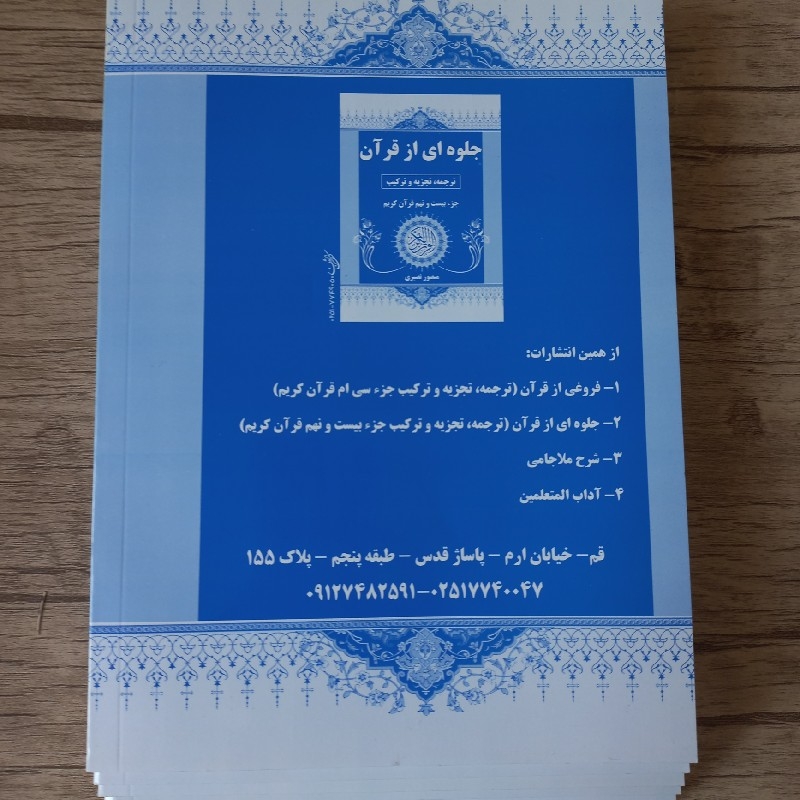 جلوه ای از قرآن
ترجمه، تجزیه و ترکیب
جزء بیست و نهم قرآن کریم
منصور نصیری
از همین انتشارات:
۱- فروغی از قرآن (ترجمه، تجزیه و ترکیب جزء سی ام قرآن کریم)
۲- جلوه ای از قرآن (ترجمه، تجزیه و ترکیب جزء بیست و نهم قرآن کریم)
۳- شرح ملاجامی
۴- آداب المتعلمین
قم- خیابان ارم - پاساژ قدس - طبقه پنجم - پلاک ۱۵۵
۰۹۱۲۷۴۸۲۵۹۱-۰۲۵۱۷۷۴۰۰۴۷